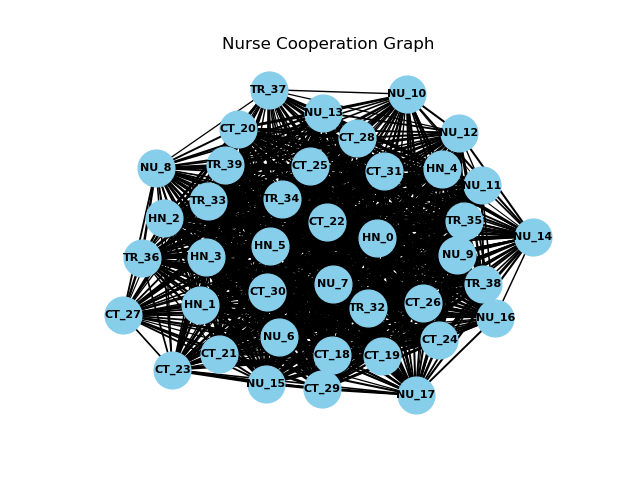 Nurse Cooperation Graph
TR_37
NU_10
NU_13
CT_20
CT_28
NU_12
NU_8
TR_39
CT_25
CT_31
HN_4
NU_11
TR_33
TR_34
HN_2
CT_22
TR_35
HN_0
NU_14
HN_5
TR_36
HN_3
NU_9
NU_7
TR_38
CT_30
HN_1
TR_32
CT_26
CT_27
NU_16
NU_6
CT_24
CT_21
CT_18
CT_19
CT_23
NU_15
CT_29
NU_17